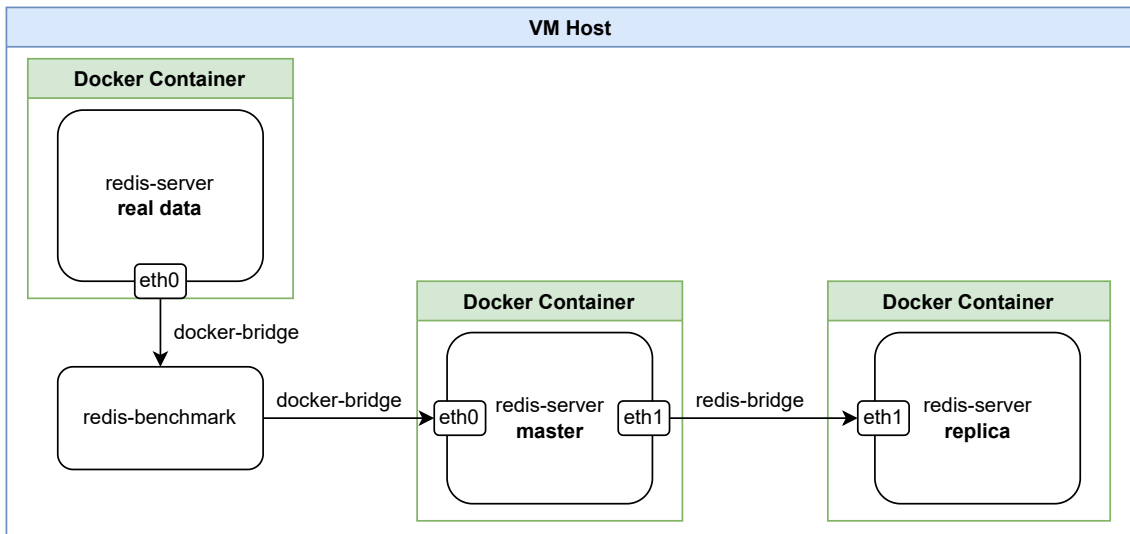 VM Host
Docker Container
redis-server
real data
eth0
docker-bridge
redis-benchmark
docker-bridge
Docker Container
eth0
redis-server
master
eth1
redis-bridge
Docker Container
eth1
redis-server
replica